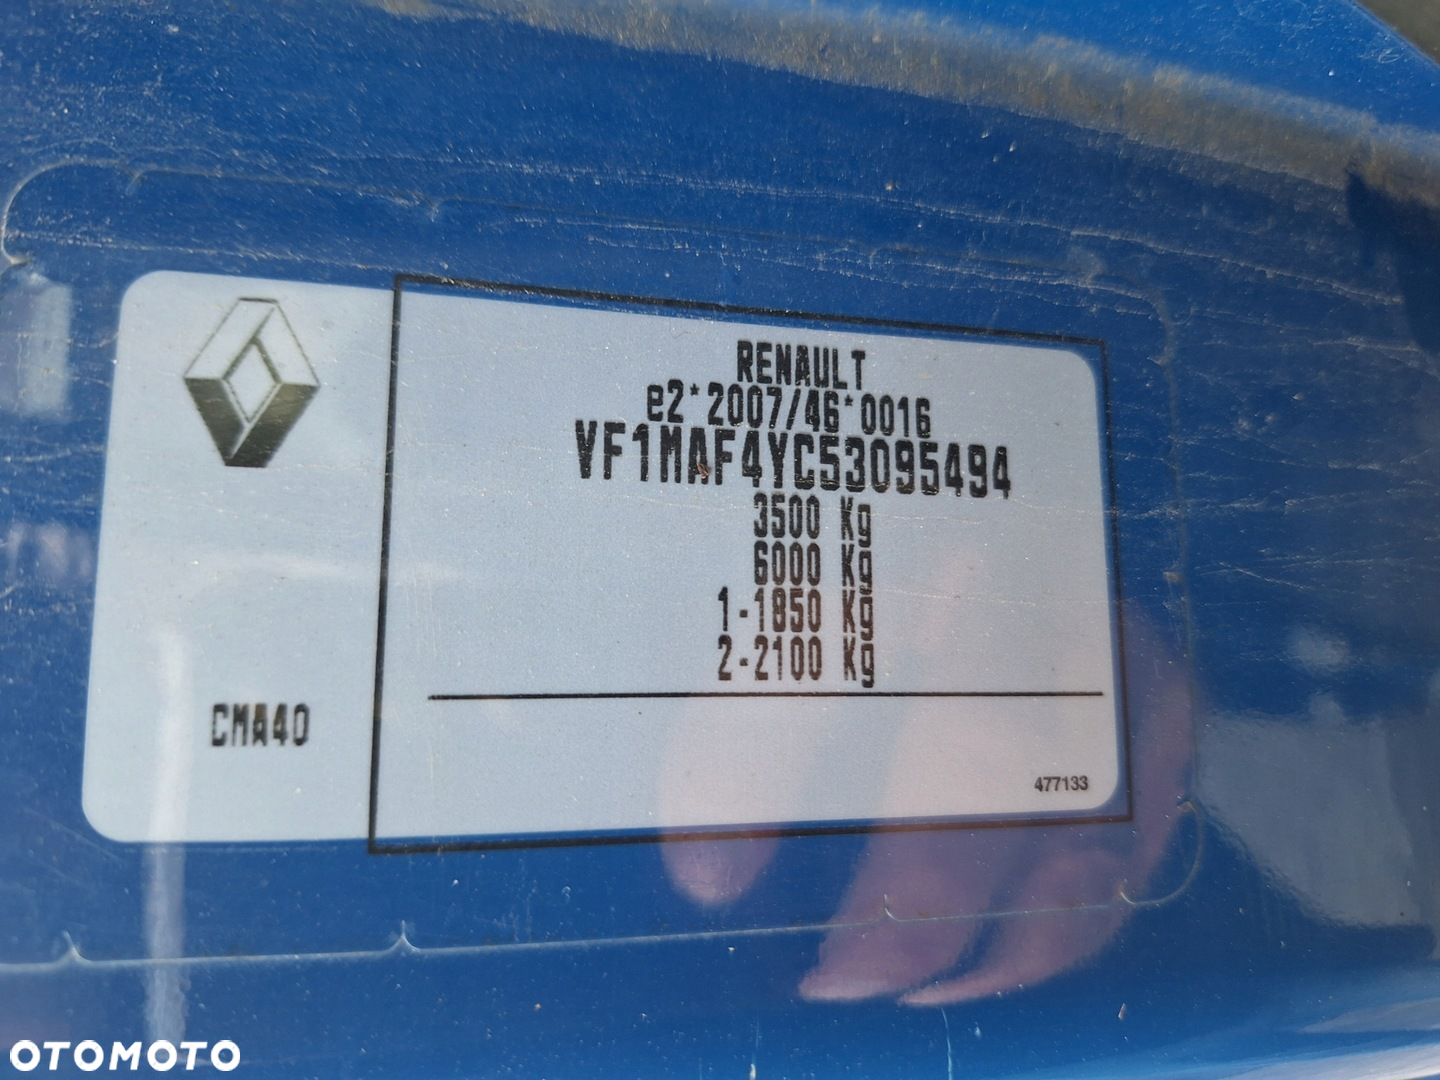 RENAULT
e2*2007/46*0016
VF1MAF4YC53095494
3500 Kg
6000 Kg
1-1850 Kg
2-2100 Kg
CMA40
477133
OTOMOTO